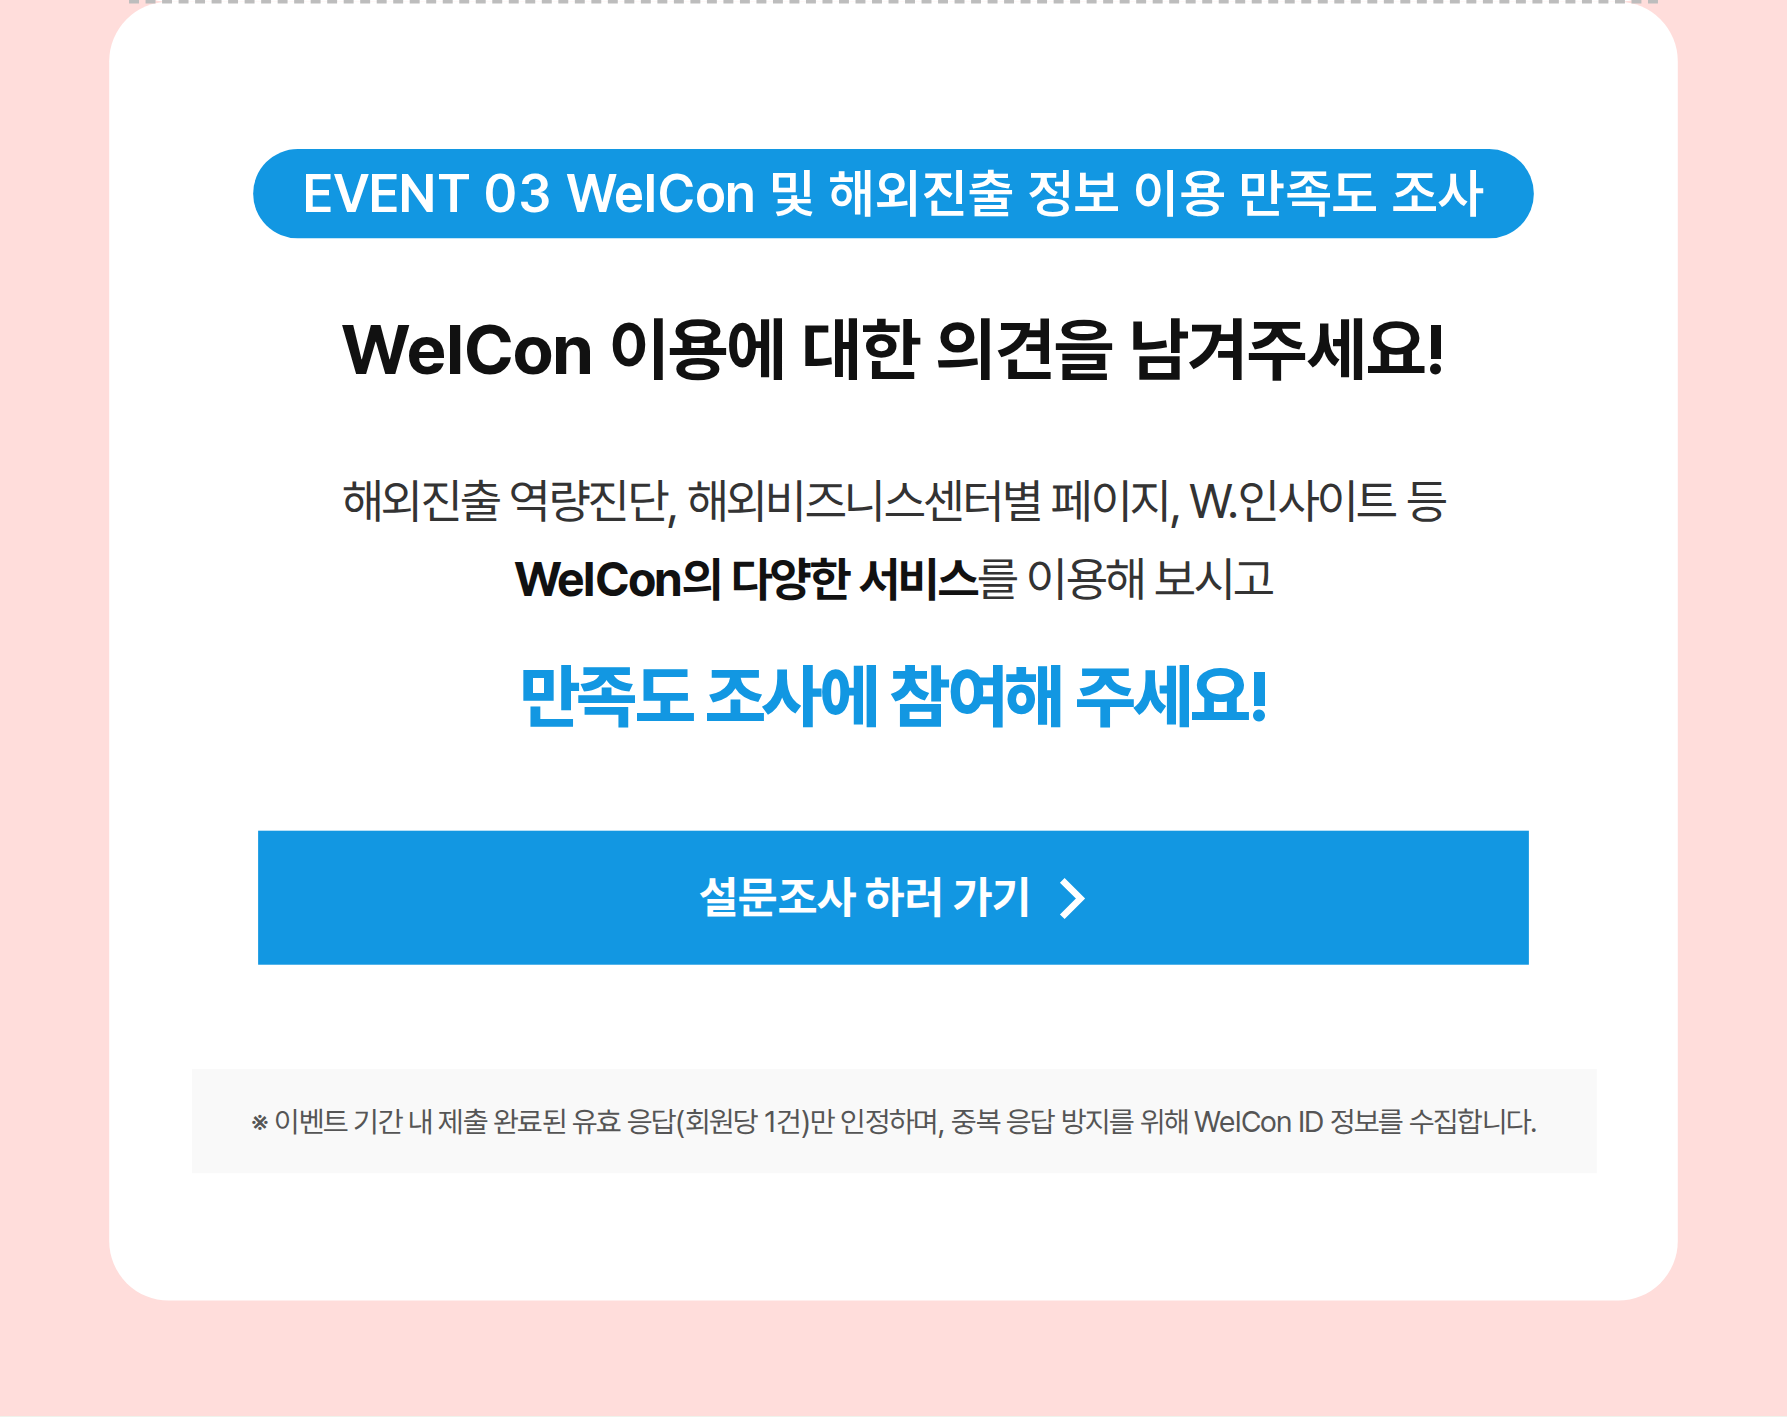 EVENT 03 WelCon 및 해외진출 정보 이용 만족도 조사
WelCon 이용에 대한 의견을 남겨주세요!
해외진출 역량진단, 해외비즈니스센터별 페이지, W.인사이트 등
WelCon의 다양한 서비스를 이용해 보시고
만족도 조사에 참여해 주세요!
설문조사 하러 가기
※ 이벤트 기간 내 제출 완료된 유효 응답(회원당 1건)만 인정하며, 중복 응답 방지를 위해 WelCon ID 정보를 수집합니다.